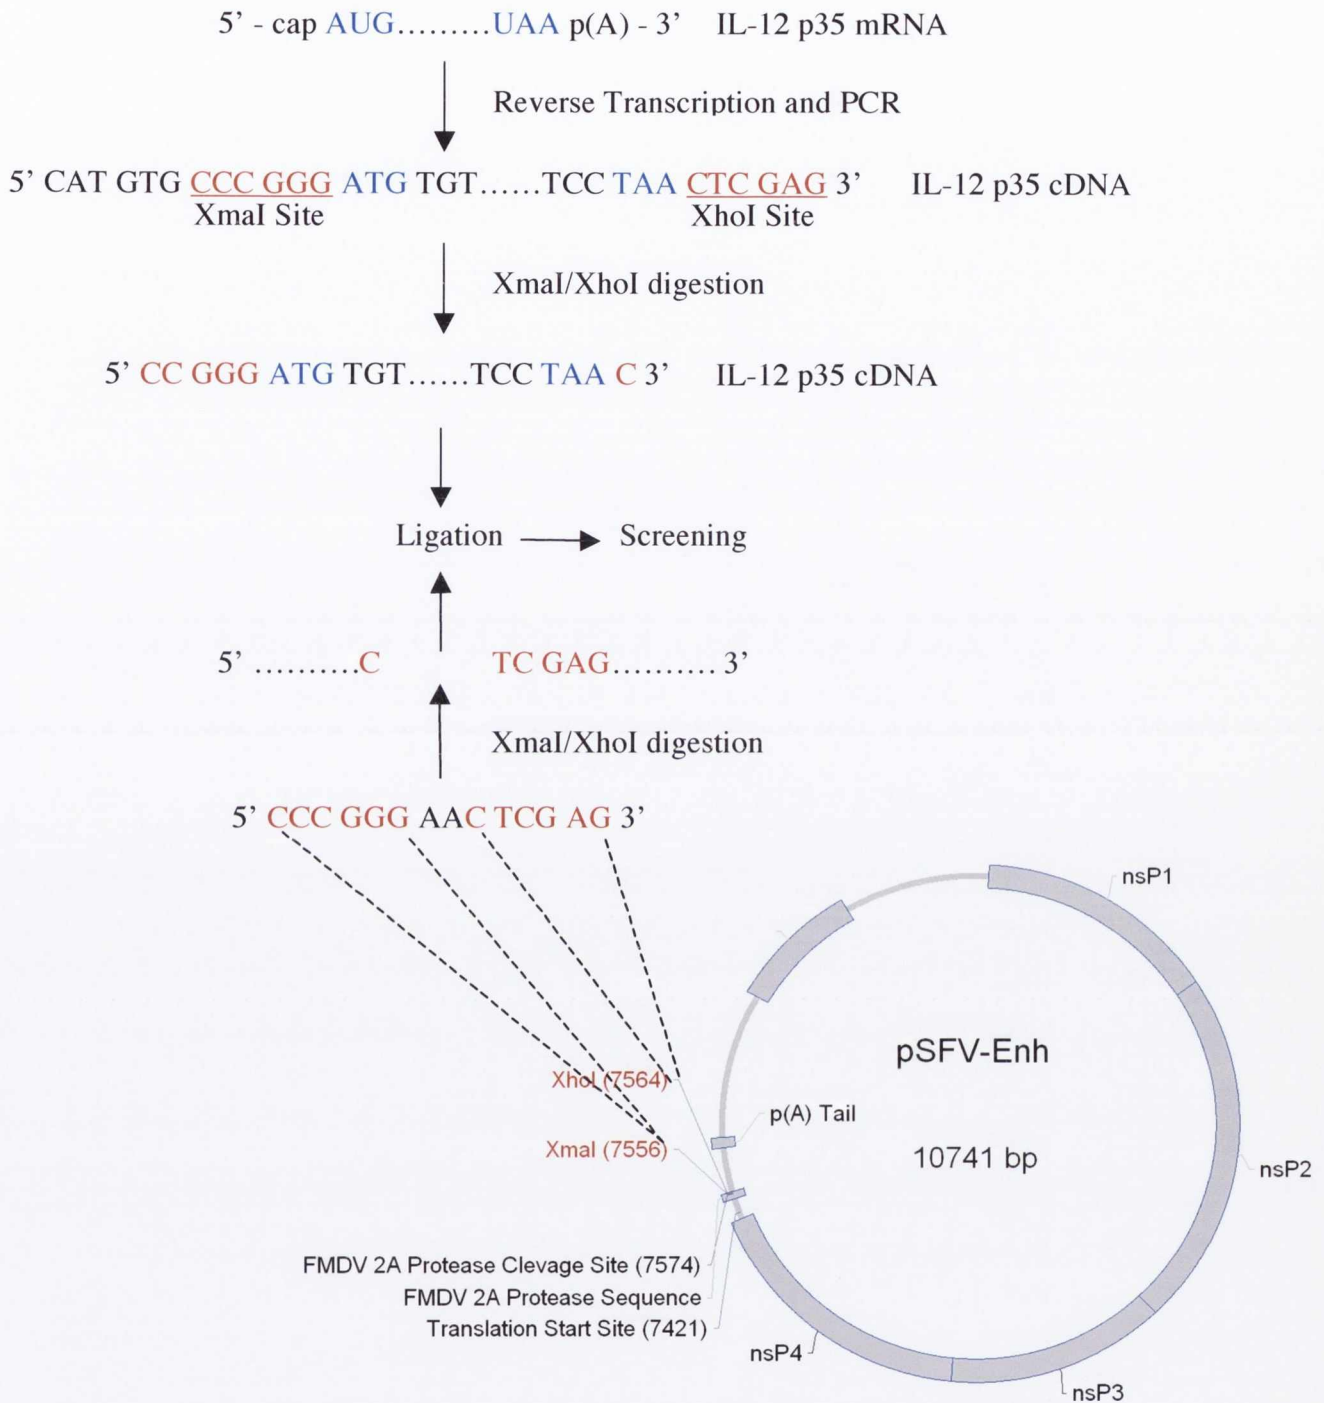 5’ - cap AUG.........UAA p(A) - 3’ IL-12 p35 mRNA
Reverse Transcription and PCR
5’ CAT GTG CCC GGG ATG TGT......TCC TAA CTC GAG 3’ IL-12 p35 cDNA
XmaI Site XhoI Site
XmaI/XhoI digestion
5’ CC GGG ATG TGT......TCC TAA C 3’ IL-12 p35 cDNA
Ligation Screening
5’ ..........C TC GAG.......... 3’
XmaI/XhoI digestion
5’ CCC GGG AAC TCG AG 3’
nsP1
pSFV-Enh
XhoI (7564)
p(A) Tail
XmaI (7556)
10741 bp
nsP2
FMDV 2A Protease Clevage Site (7574)
FMDV 2A Protease Sequence
Translation Start Site (7421)
nsP4
nsP3